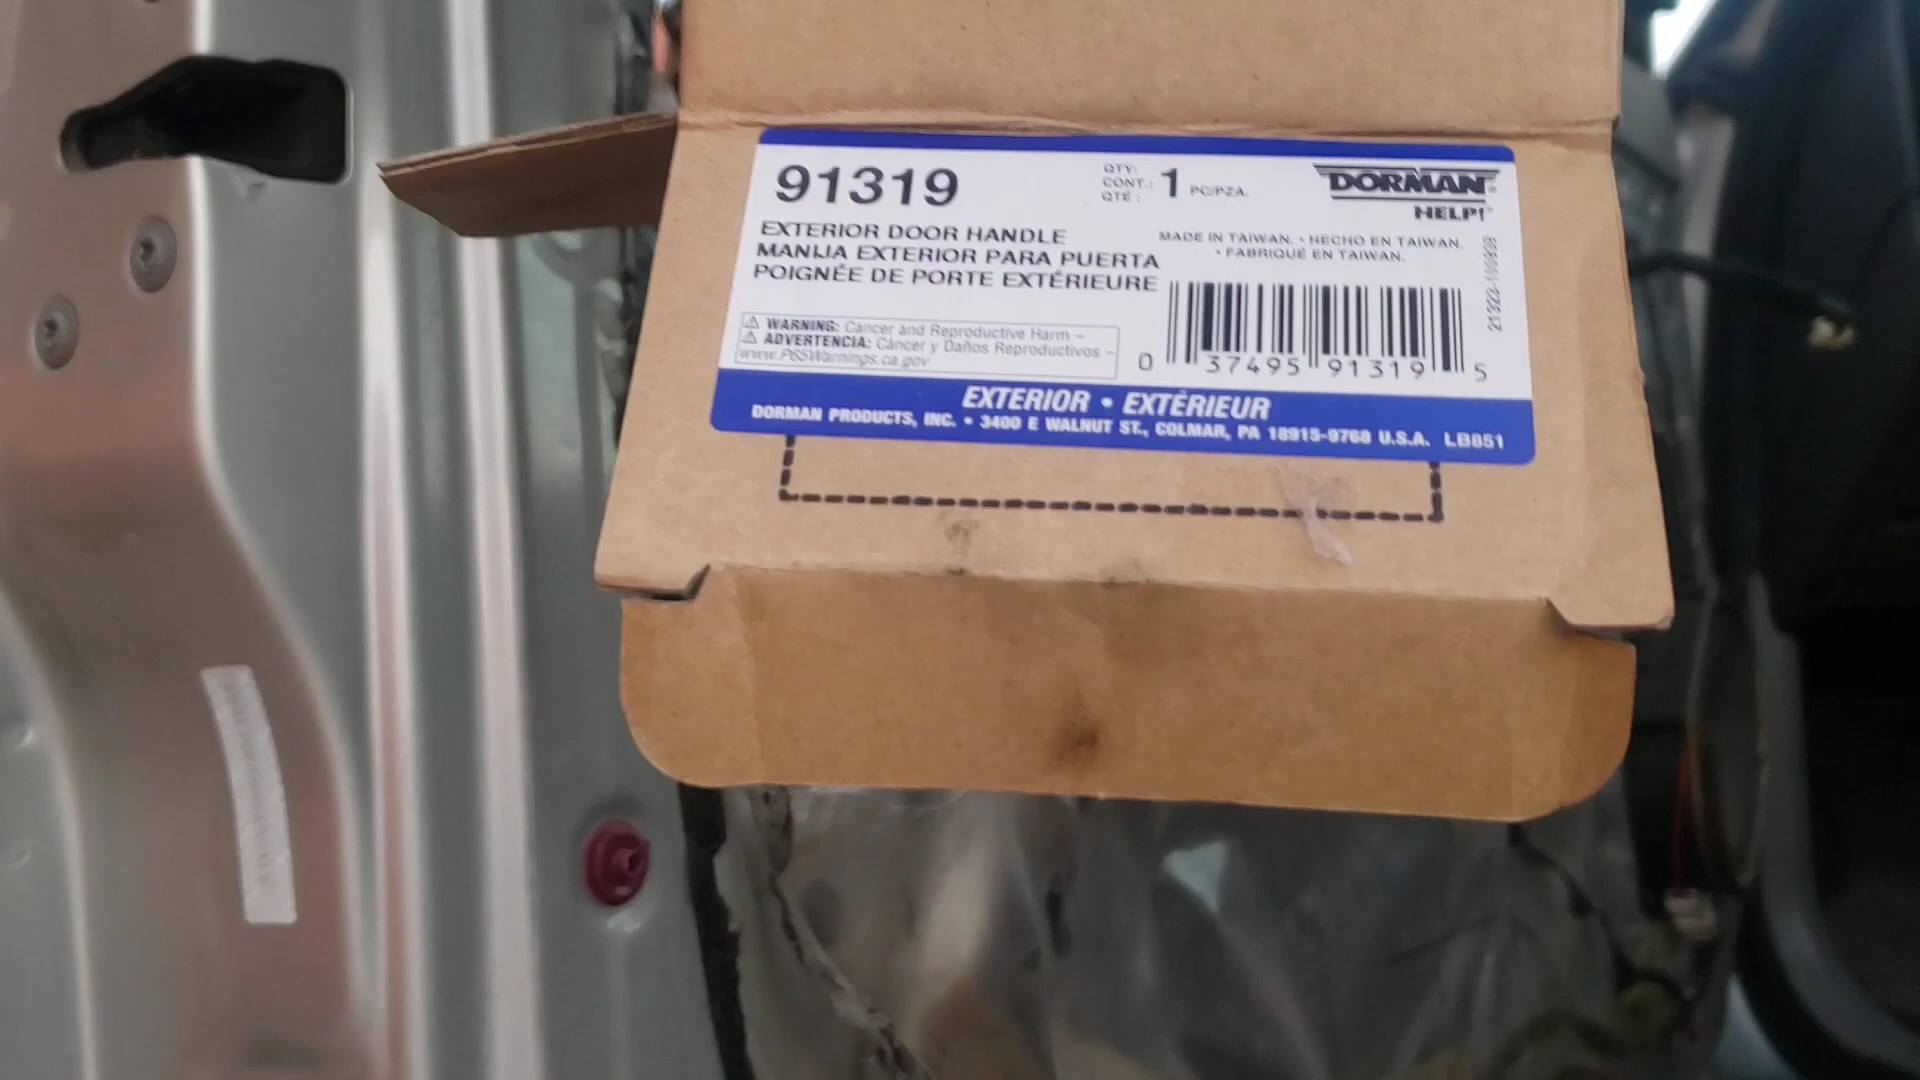 91319
QTY:
CONT.: 1 PC/PZA.
QTÉ :
DORMAN®
HELP!®
EXTERIOR DOOR HANDLE
MANIJA EXTERIOR PARA PUERTA
POIGNÉE DE PORTE EXTÉRIEURE
MADE IN TAIWAN. • HECHO EN TAIWAN.
• FABRIQUÉ EN TAIWAN.
⚠ WARNING: Cancer and Reproductive Harm –
⚠ ADVERTENCIA: Cáncer y Daños Reproductivos –
www.P65Warnings.ca.gov
0 37495 91319 5
EXTERIOR • EXTÉRIEUR
DORMAN PRODUCTS, INC. • 3400 E WALNUT ST., COLMAR, PA 18915-9768 U.S.A. LB851